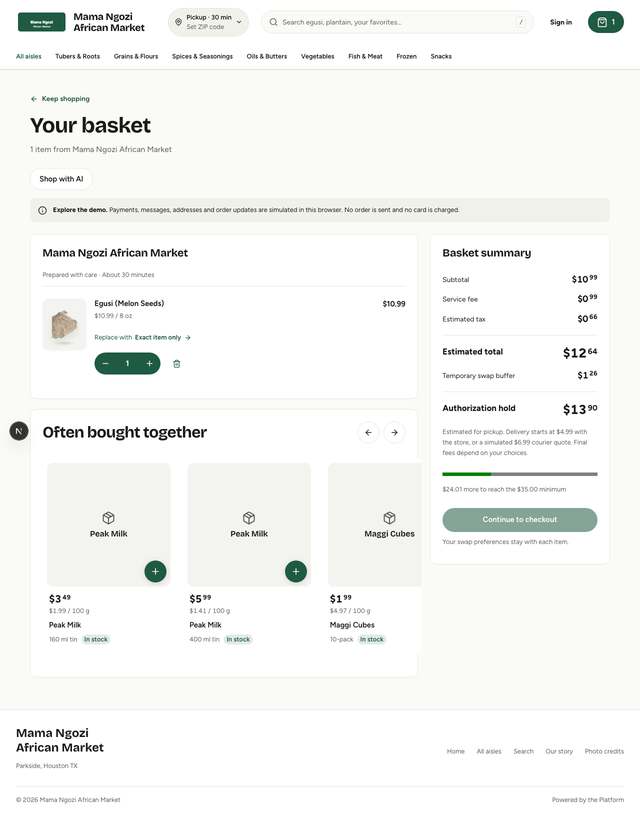 Mama Ngozi
African Market
Pickup · 30 min
Set ZIP code
Search egusi, plantain, your favorites...
/
Sign in
1
All aisles
Tubers & Roots
Grains & Flours
Spices & Seasonings
Oils & Butters
Vegetables
Fish & Meat
Frozen
Snacks
← Keep shopping
Your basket
1 item from Mama Ngozi African Market
Shop with AI
Explore the demo. Payments, messages, addresses and order updates are simulated in this browser. No order is sent and no card is charged.
Mama Ngozi African Market
Prepared with care · About 30 minutes
Egusi (Melon Seeds)
$10.99
$10.99 / 8 oz
Replace with Exact item only →
− 1 +
Often bought together
← →
Peak Milk
$3.49
$1.99 / 100 g
Peak Milk
160 ml tin In stock
Peak Milk
$5.99
$1.41 / 100 g
Peak Milk
400 ml tin In stock
Maggi Cubes
$1.99
$4.97 / 100 g
Maggi Cubes
10-pack In stock
Basket summary
Subtotal $10.99
Service fee $0.99
Estimated tax $0.66
Estimated total $12.64
Temporary swap buffer $1.26
Authorization hold $13.90
Estimated for pickup. Delivery starts at $4.99 with
the store, or a simulated $6.99 courier quote. Final
fees depend on your choices.
$24.01 more to reach the $35.00 minimum
Continue to checkout
Your swap preferences stay with each item.
N
Mama Ngozi
African Market
Parkside, Houston TX
Home
All aisles
Search
Our story
Photo credits
© 2026 Mama Ngozi African Market
Powered by the Platform